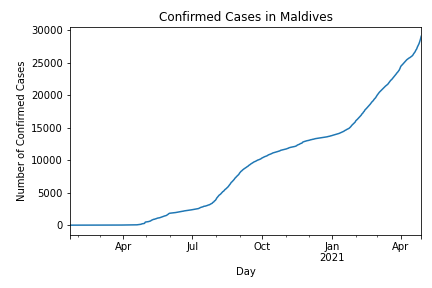 Confirmed Cases in Maldives
30000
25000
20000
15000
10000
5000
0
Number of Confirmed Cases
Apr Jul Oct Jan Apr
2021
Day